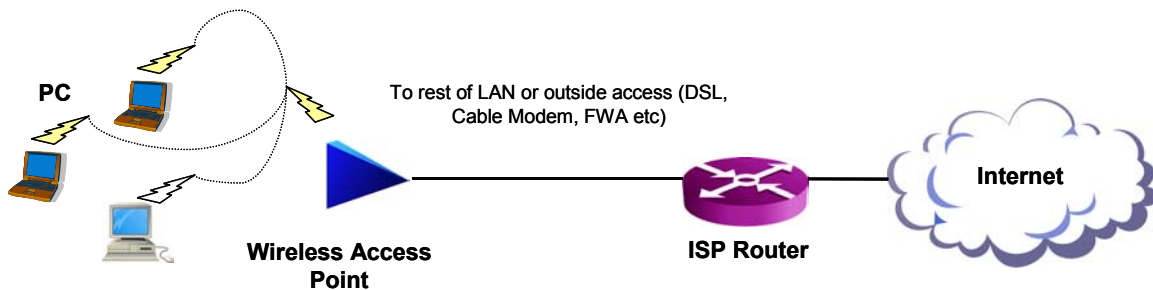 PC
To rest of LAN or outside access (DSL,
Cable Modem, FWA etc)
Wireless Access
Point
ISP Router
Internet